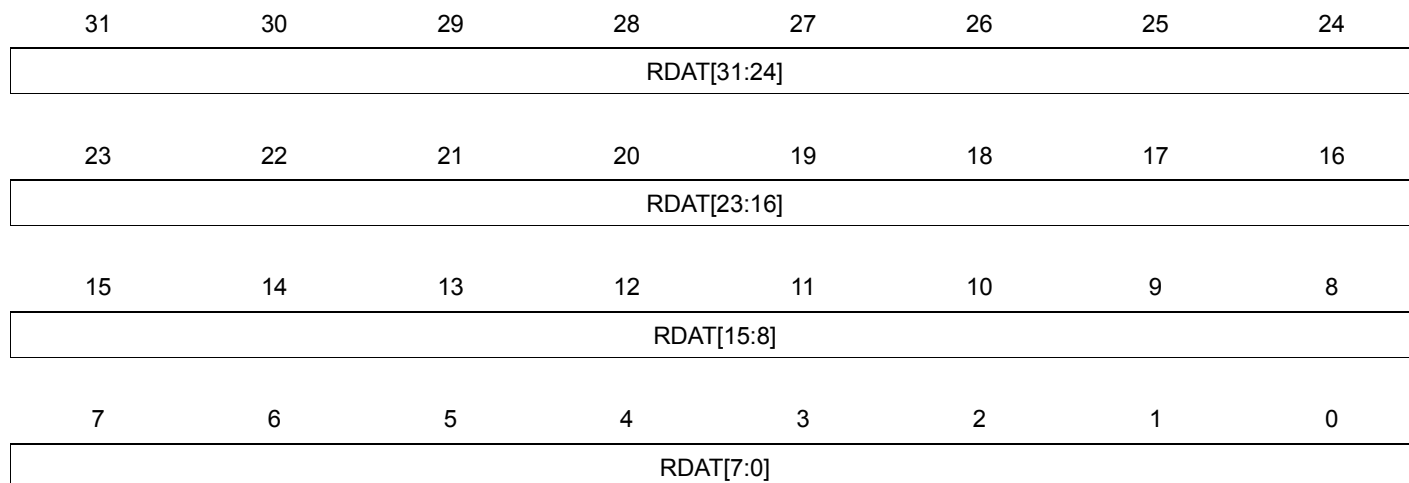 31 30 29 28 27 26 25 24
RDAT[31:24]
23 22 21 20 19 18 17 16
RDAT[23:16]
15 14 13 12 11 10 9 8
RDAT[15:8]
7 6 5 4 3 2 1 0
RDAT[7:0]